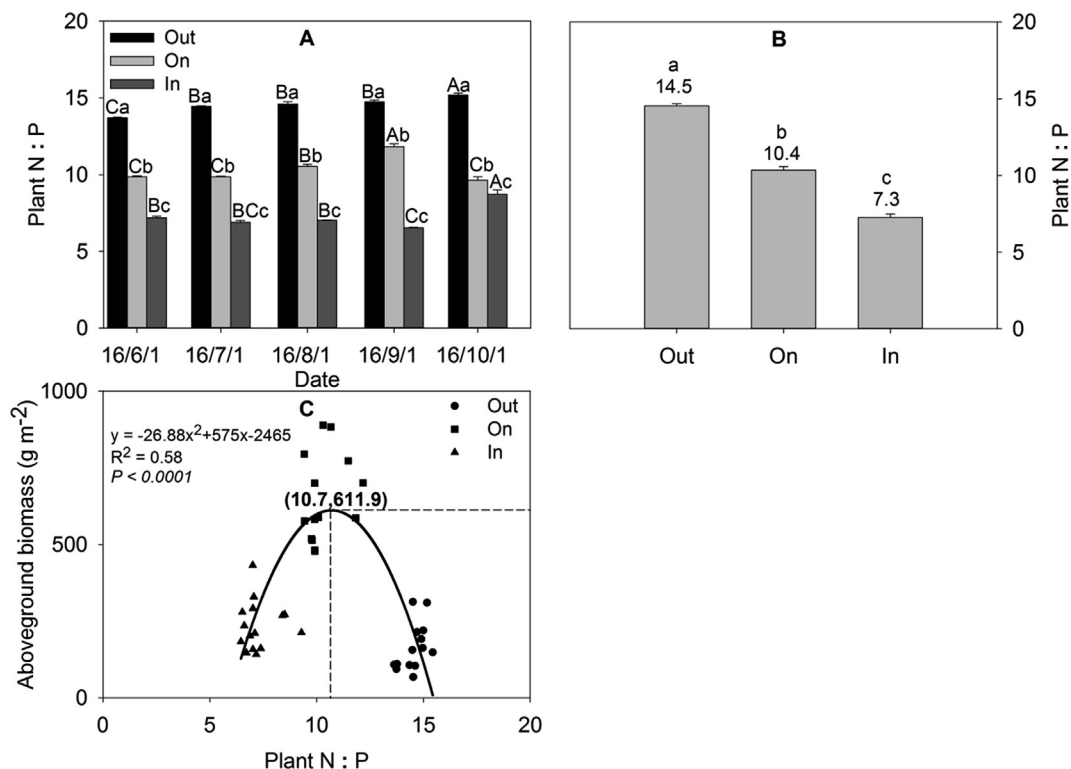 A
Out
On
In
20
15
10
5
0
Plant N : P
Ca
Cb
Bc
Ba
Cb
BCc
Ba
Bb
Bc
Ba
Ab
Cc
Aa
Cb
Ac
16/6/1 16/7/1 16/8/1 16/9/1 16/10/1
Date
B
a
14.5
b
10.4
c
7.3
Out On In
20
15
10
5
0
Plant N : P
C
1000
500
0
Aboveground biomass (g m-2)
y = -26.88x2+575x-2465
R2 = 0.58
P < 0.0001
(10.7,611.9)
Out
On
In
0 5 10 15 20
Plant N : P